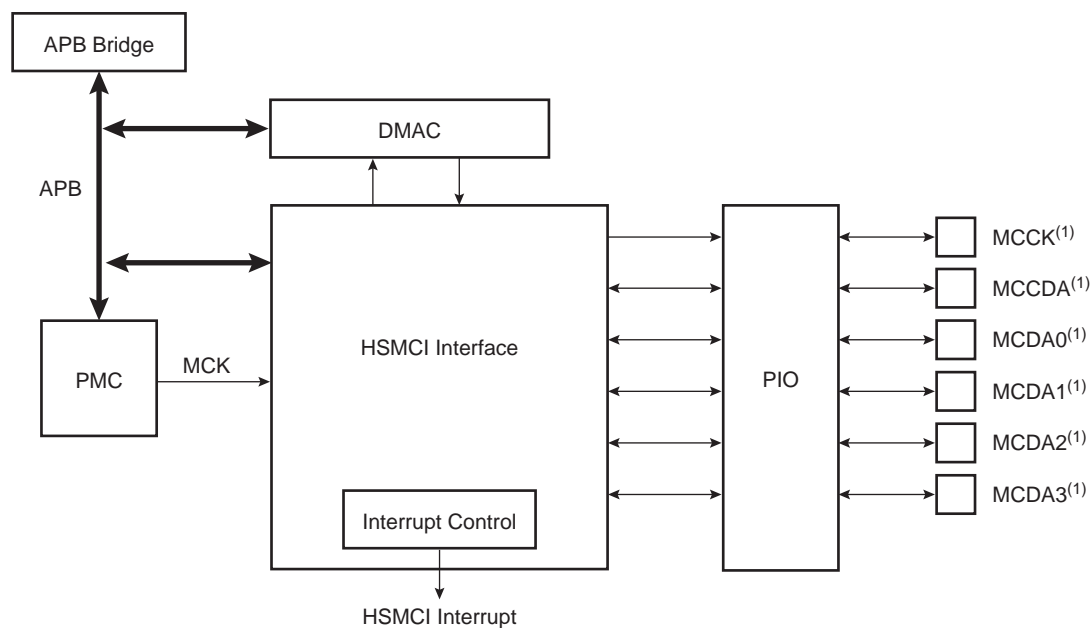 APB Bridge
DMAC
APB
MCCK(1)
MCCDA(1)
HSMCI Interface
MCDA0(1)
MCK
PMC
PIO
MCDA1(1)
MCDA2(1)
MCDA3(1)
Interrupt Control
HSMCI Interrupt